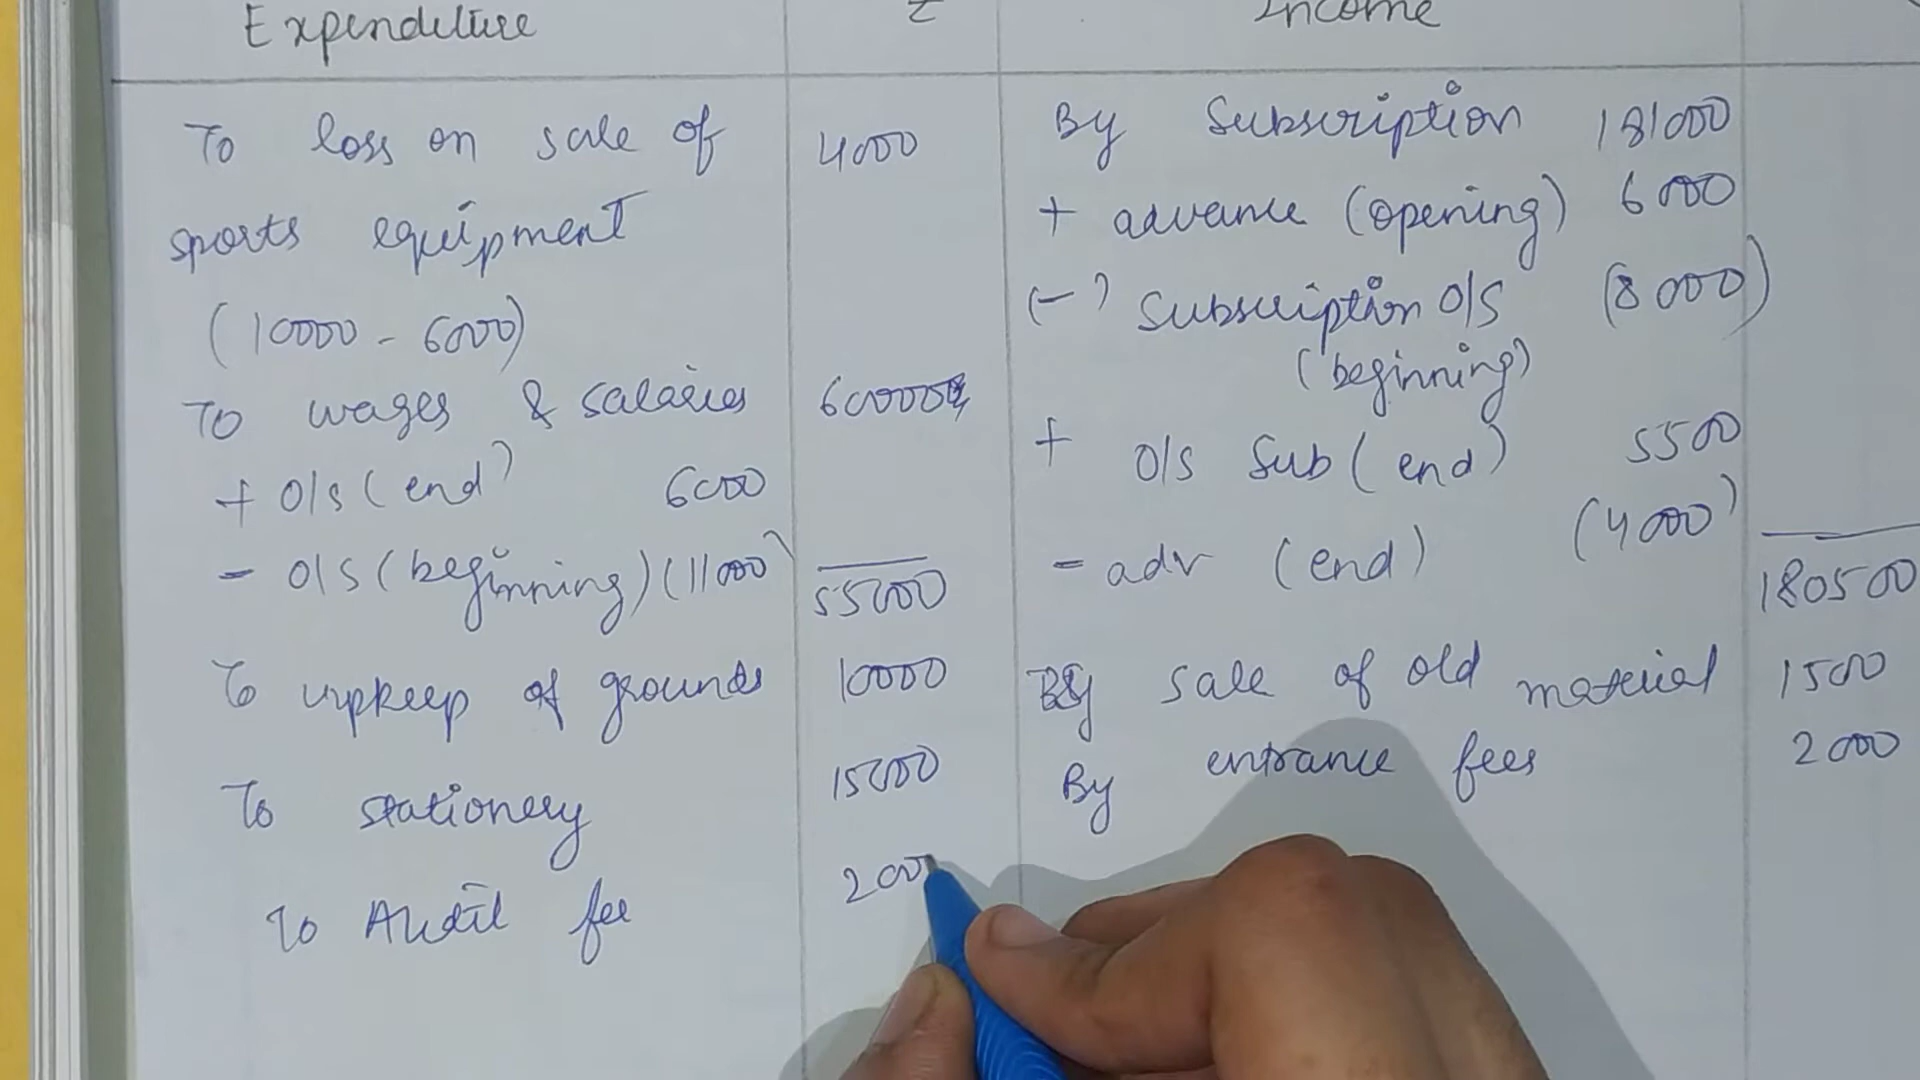 Expenditure ₹ Income
To loss on sale of 4000
sports equipment
(10000 - 6000)
To wages & salaries
+ O/s (end) 6000
- O/s (beginning) (11000) 55000
To upkeep of grounds 10000
To stationery 15000
To Audit fee 200
By Subscription 181000
+ advance (opening) 6000
(-) Subscription O/s (8000)
(beginning)
+ O/s Sub (end) 5500
- adv (end) (4000) 180500
By sale of old material 1500
By entrance fees 2000